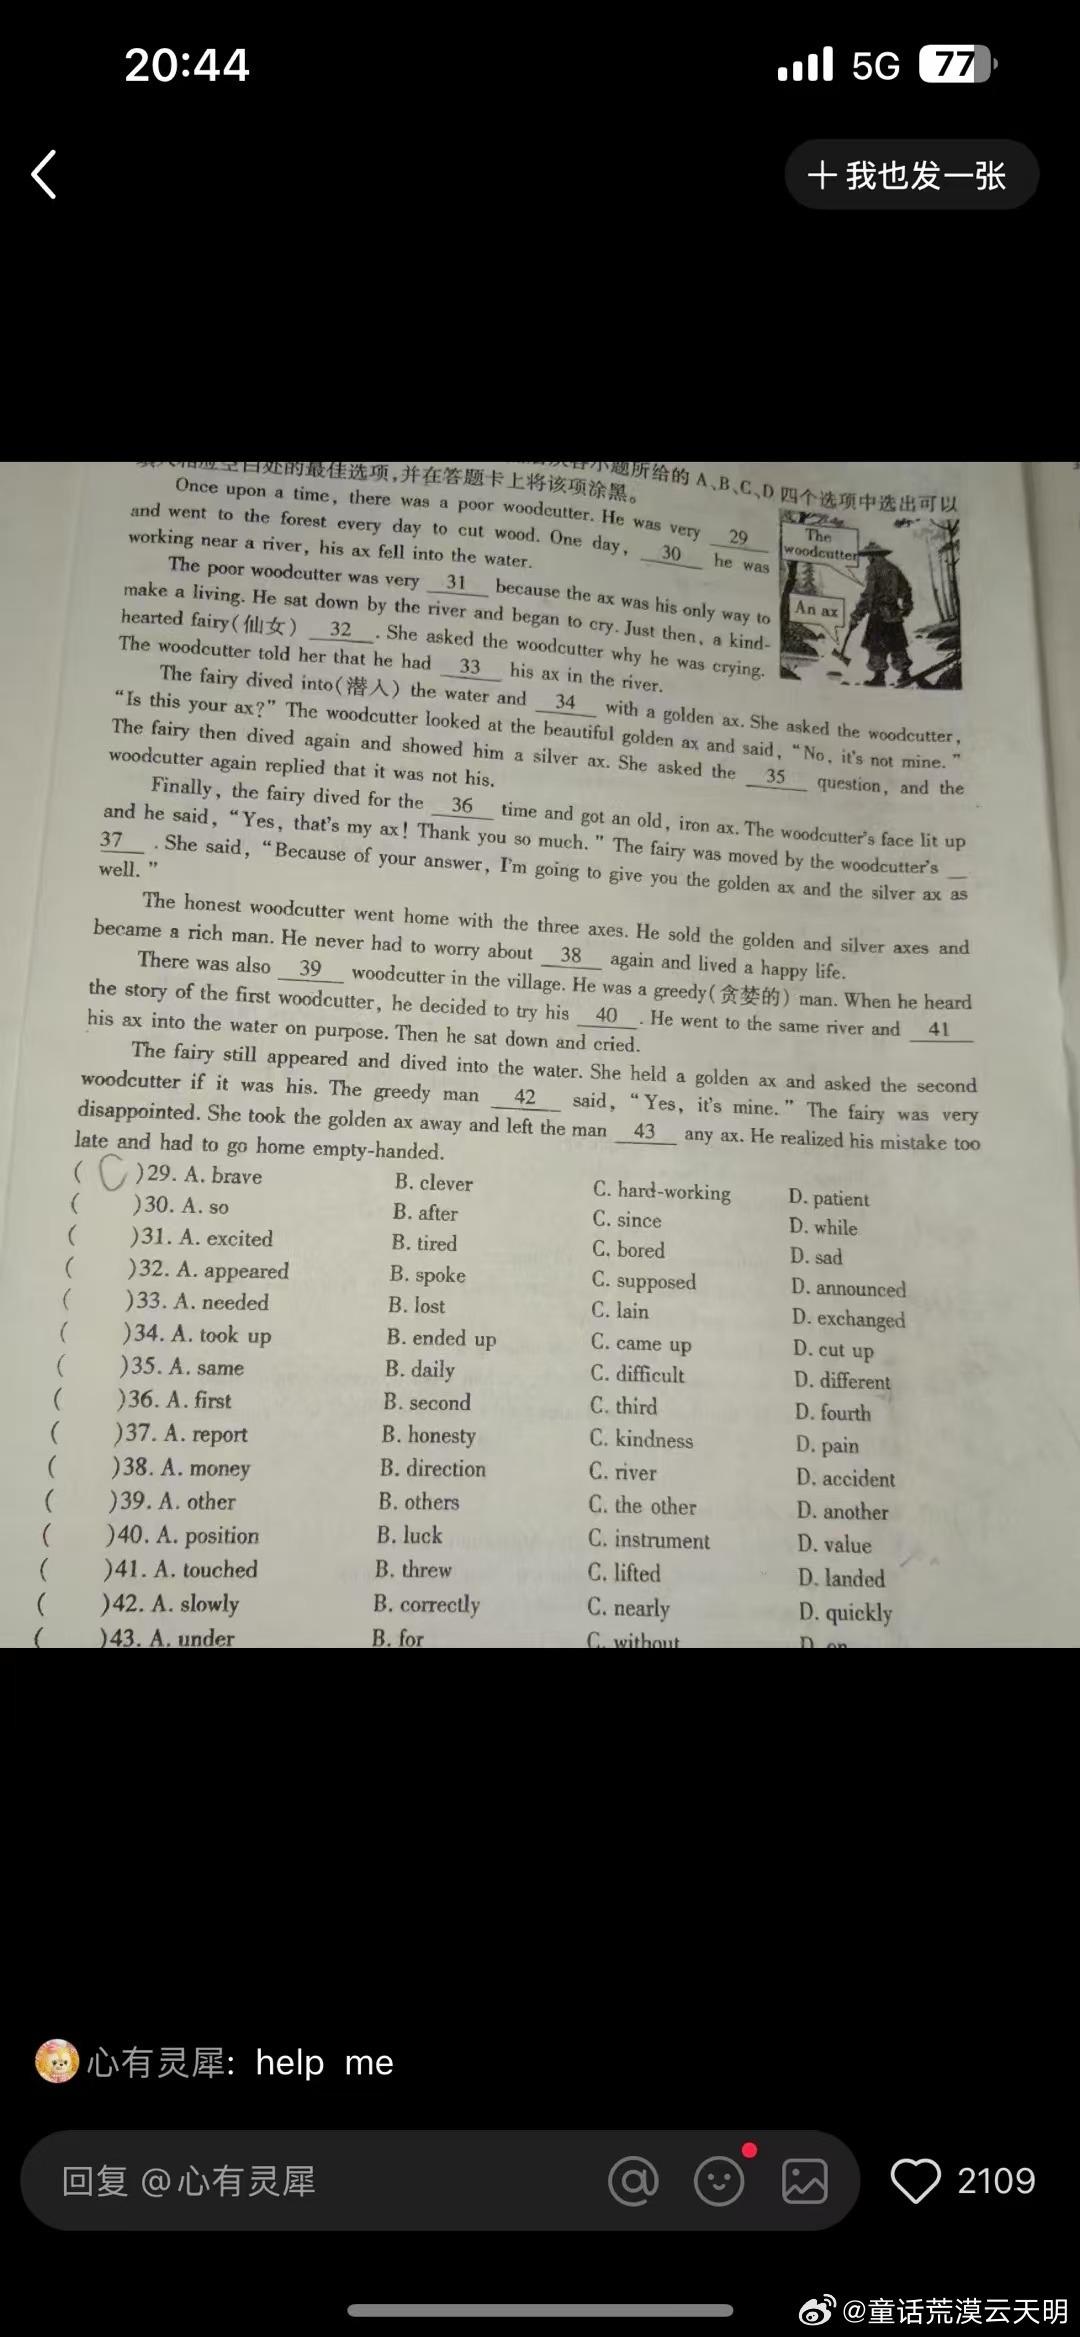 20:44
5G
77
+ 我也发一张
所给的 A、B、C、D 四个选项中选出可以
空白处的最佳选项,并在答题卡上将该项涂黑。
Once upon a time, there was a poor woodcutter. He was very 29
and went to the forest every day to cut wood. One day, 30 he was
working near a river, his ax fell into the water.
The woodcutter
An ax
The poor woodcutter was very 31 because the ax was his only way to
make a living. He sat down by the river and began to cry. Just then, a kind-
hearted fairy(仙女) 32 . She asked the woodcutter why he was crying.
The woodcutter told her that he had 33 his ax in the river.
The fairy dived into(潜入) the water and 34 with a golden ax. She asked the woodcutter,
“Is this your ax?” The woodcutter looked at the beautiful golden ax and said, “No, it's not mine.”
The fairy then dived again and showed him a silver ax. She asked the 35 question, and the
woodcutter again replied that it was not his.
Finally, the fairy dived for the 36 time and got an old, iron ax. The woodcutter's face lit up
and he said, “Yes, that's my ax! Thank you so much.” The fairy was moved by the woodcutter's
37 . She said, “Because of your answer, I'm going to give you the golden ax and the silver ax as
well.”
The honest woodcutter went home with the three axes. He sold the golden and silver axes and
became a rich man. He never had to worry about 38 again and lived a happy life.
There was also 39 woodcutter in the village. He was a greedy(贪婪的) man. When he heard
the story of the first woodcutter, he decided to try his 40 . He went to the same river and 41
his ax into the water on purpose. Then he sat down and cried.
The fairy still appeared and dived into the water. She held a golden ax and asked the second
woodcutter if it was his. The greedy man 42 said, “Yes, it's mine.” The fairy was very
disappointed. She took the golden ax away and left the man 43 any ax. He realized his mistake too
late and had to go home empty-handed.
( C )29. A. brave B. clever C. hard-working D. patient
( )30. A. so B. after C. since D. while
( )31. A. excited B. tired C. bored D. sad
( )32. A. appeared B. spoke C. supposed D. announced
( )33. A. needed B. lost C. lain D. exchanged
( )34. A. took up B. ended up C. came up D. cut up
( )35. A. same B. daily C. difficult D. different
( )36. A. first B. second C. third D. fourth
( )37. A. report B. honesty C. kindness D. pain
( )38. A. money B. direction C. river D. accident
( )39. A. other B. others C. the other D. another
( )40. A. position B. luck C. instrument D. value
( )41. A. touched B. threw C. lifted D. landed
( )42. A. slowly B. correctly C. nearly D. quickly
( )43. A. under B. for C. without D. on
心有灵犀: help me
回复 @心有灵犀
2109
@童话荒漠云天明